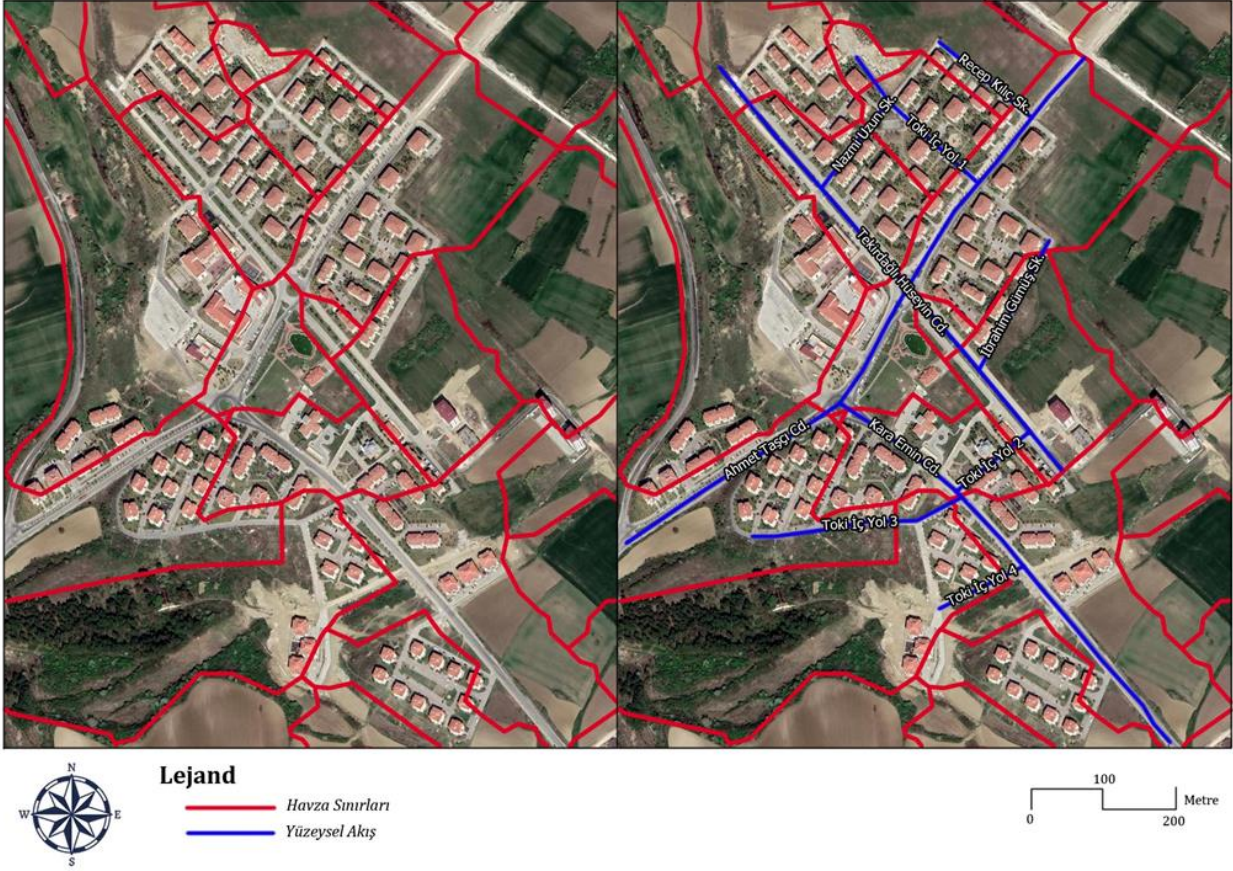 Recep Kılıç Sk.
Nazmi Uzun Sk.
Toki İç Yol 1
Tekirdağlı Hüseyin Cd.
İbrahim Gümüş Sk.
Ahmet Taşçı Cd.
Kara Emin Cd.
Toki İç Yol 2
Toki İç Yol 3
Toki İç Yol 4
N
W E
S
Lejand
Havza Sınırları
Yüzeysel Akış
100
Metre
0 200